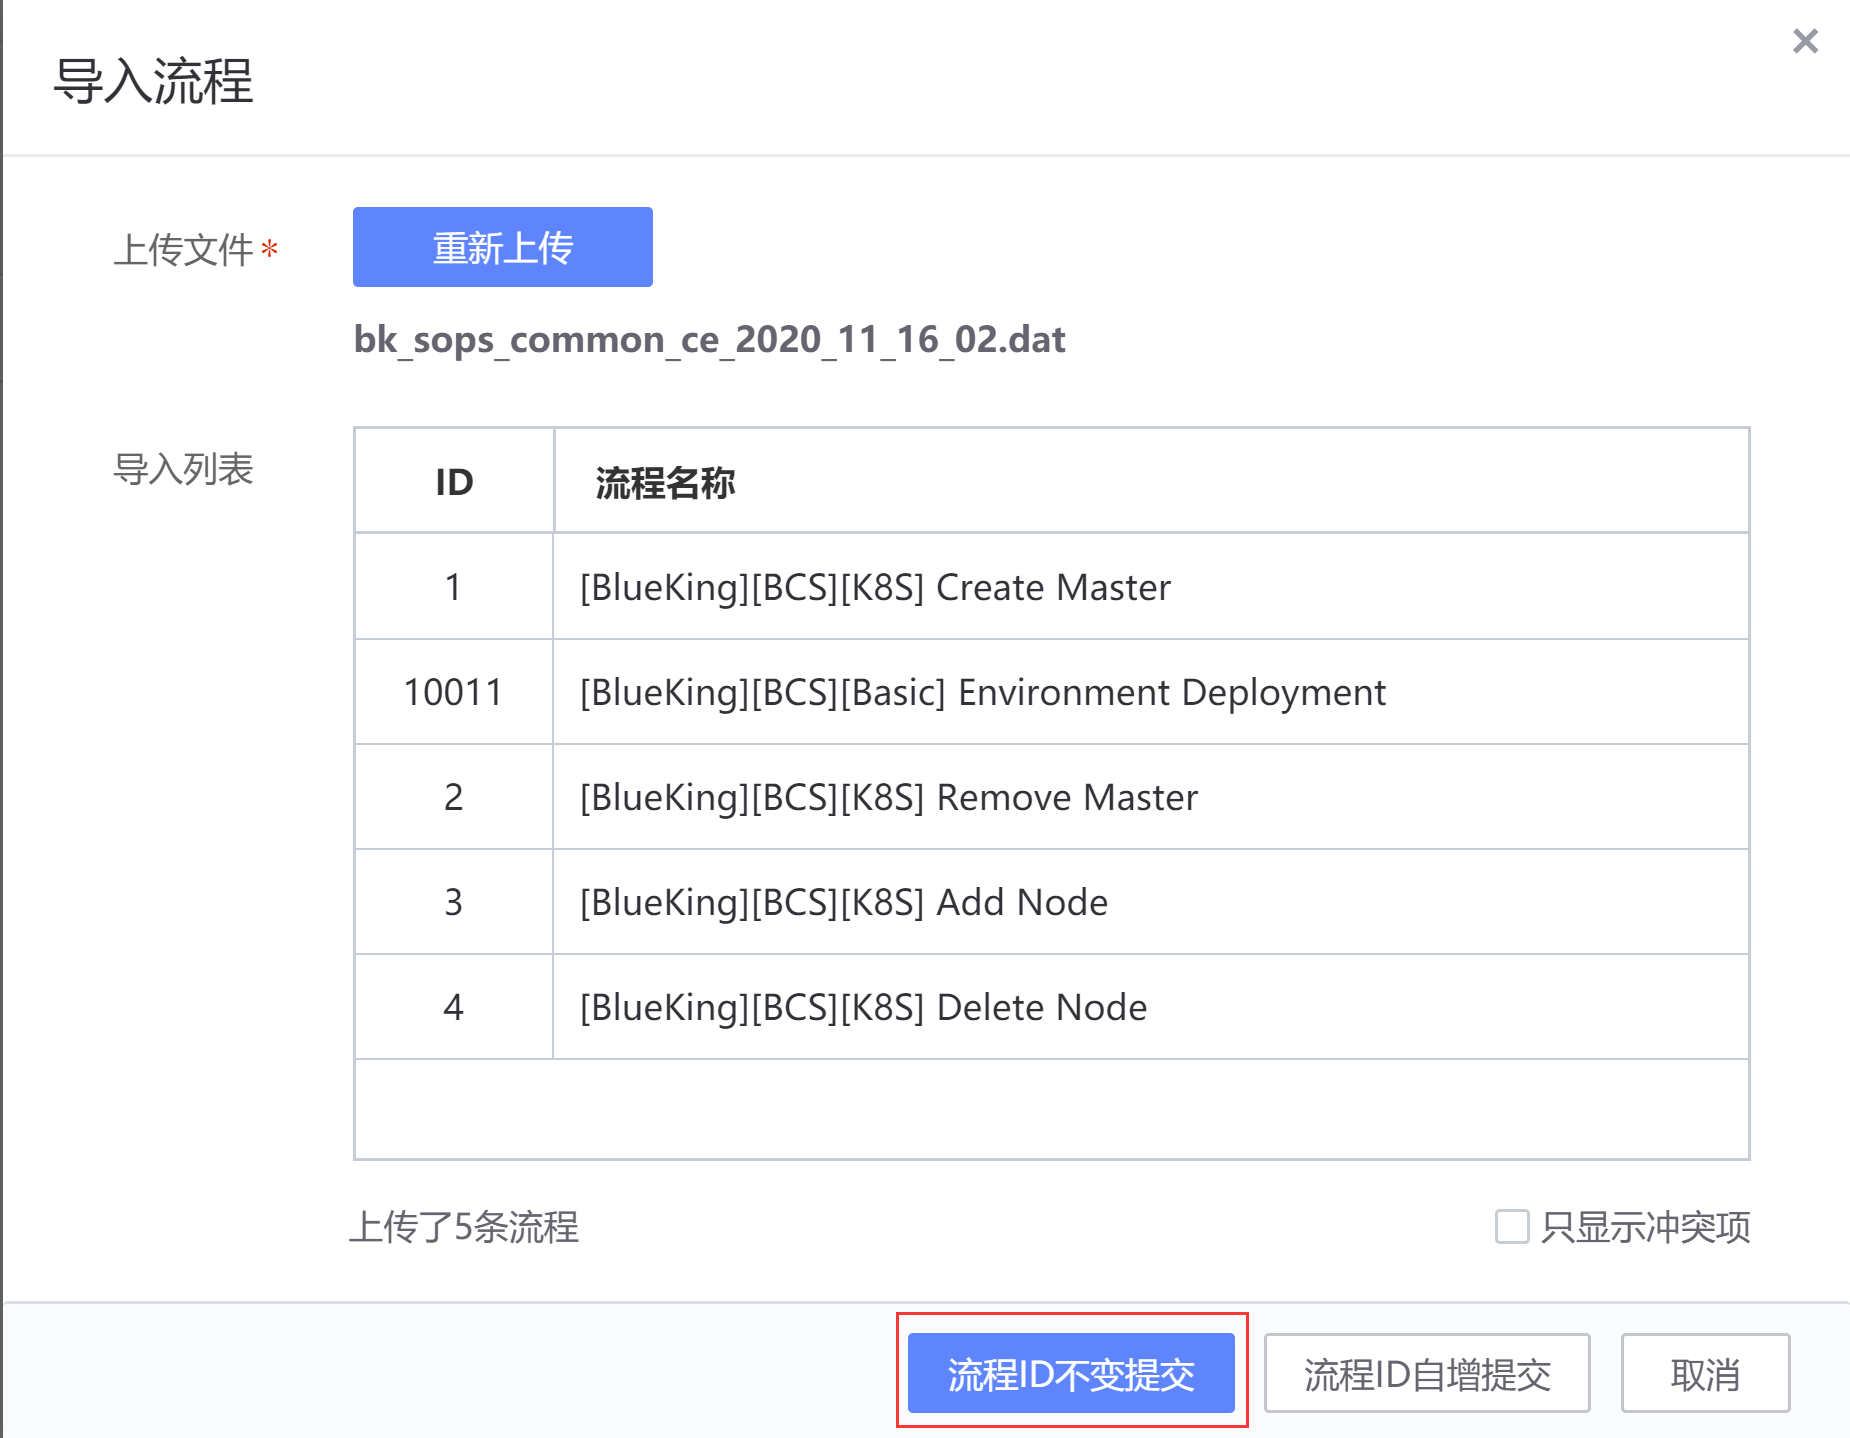 导入流程
上传文件*
重新上传
bk_sops_common_ce_2020_11_16_02.dat
导入列表
ID 流程名称
1 [BlueKing][BCS][K8S] Create Master
10011 [BlueKing][BCS][Basic] Environment Deployment
2 [BlueKing][BCS][K8S] Remove Master
3 [BlueKing][BCS][K8S] Add Node
4 [BlueKing][BCS][K8S] Delete Node
上传了5条流程 只显示冲突项
流程ID不变提交 流程ID自增提交 取消